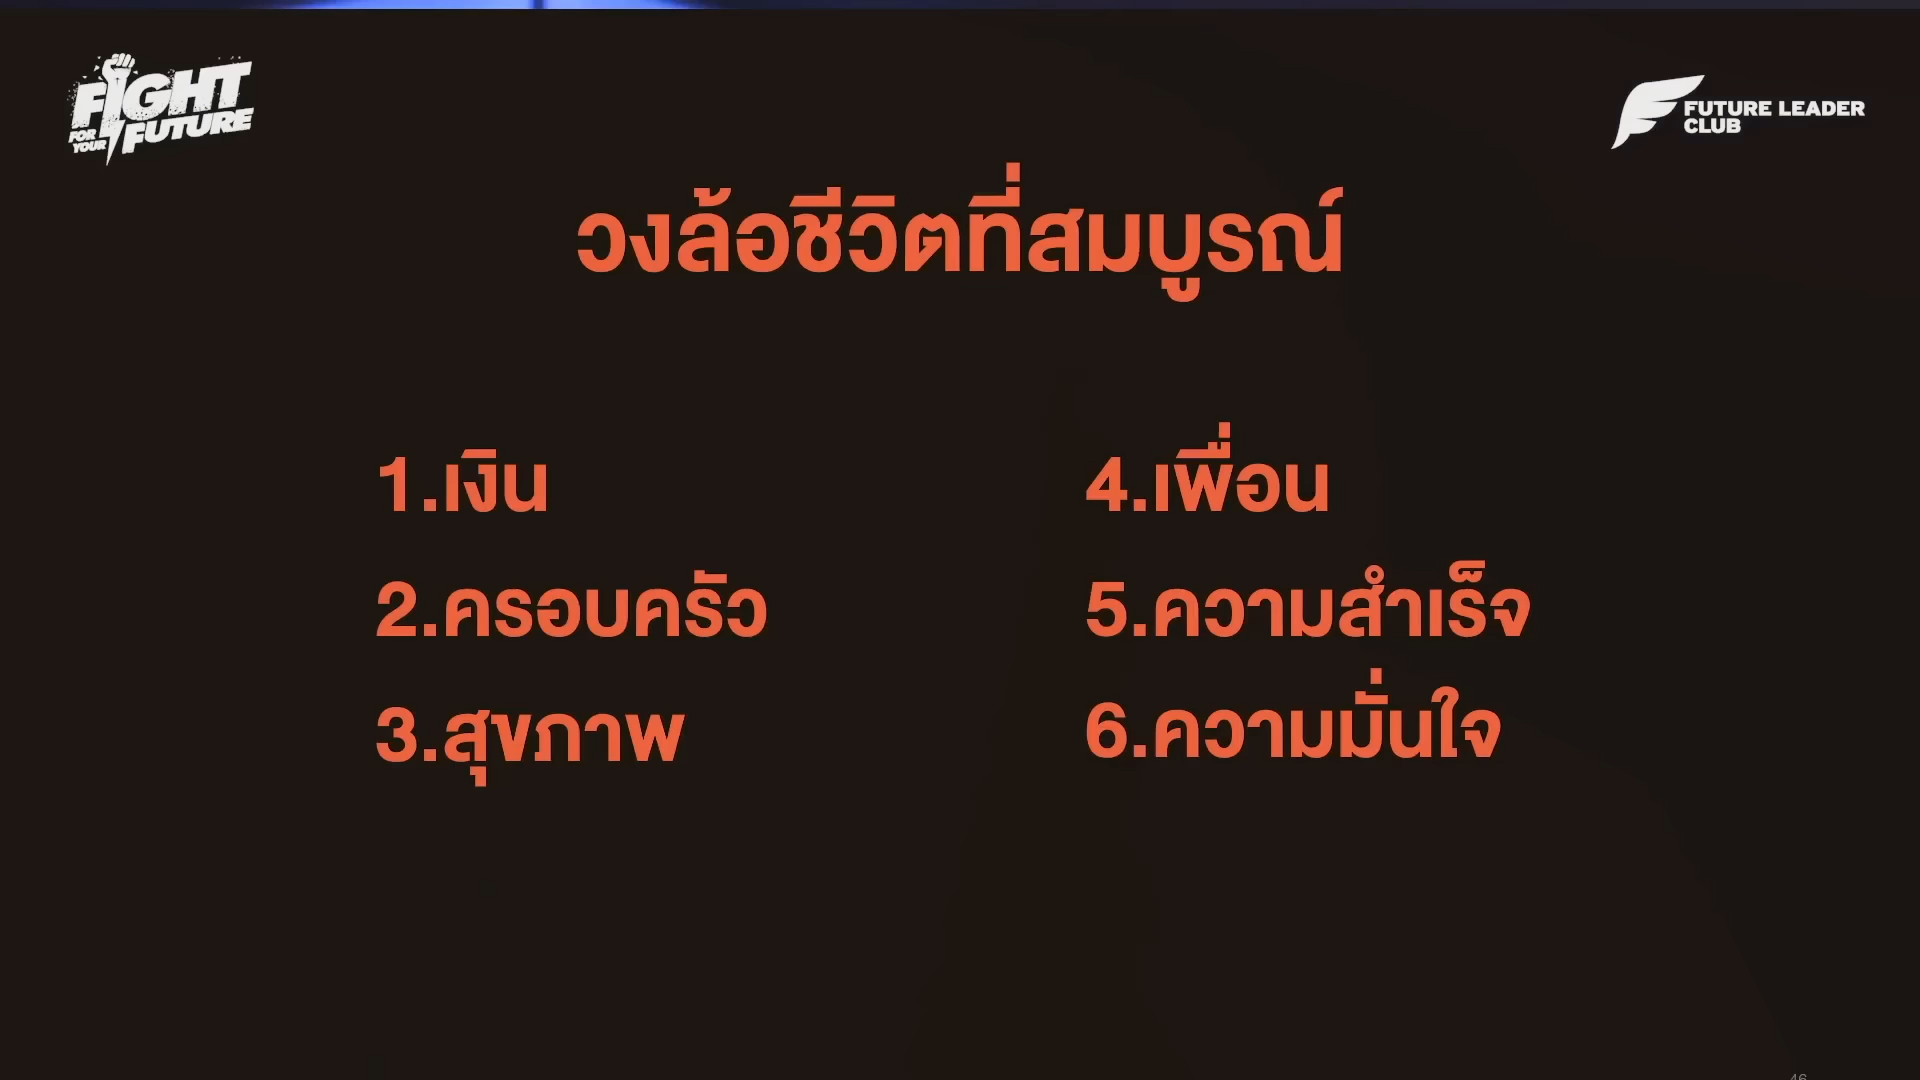 FIGHT
FOR YOUR FUTURE
FUTURE LEADER
CLUB
วงล้อชีวิตที่สมบูรณ์
1.เงิน
2.ครอบครัว
3.สุขภาพ
4.เพื่อน
5.ความสำเร็จ
6.ความมั่นใจ